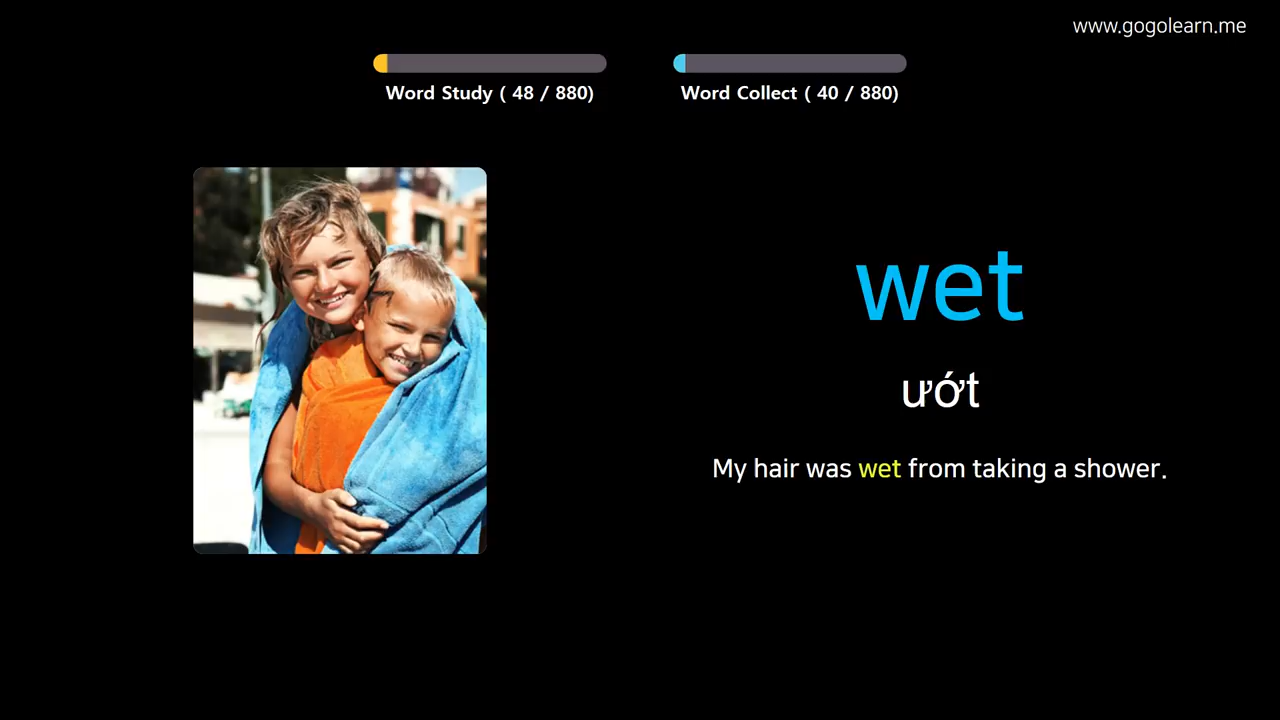 www.gogolearn.me
Word Study ( 48 / 880)
Word Collect ( 40 / 880)
wet
ướt
My hair was wet from taking a shower.